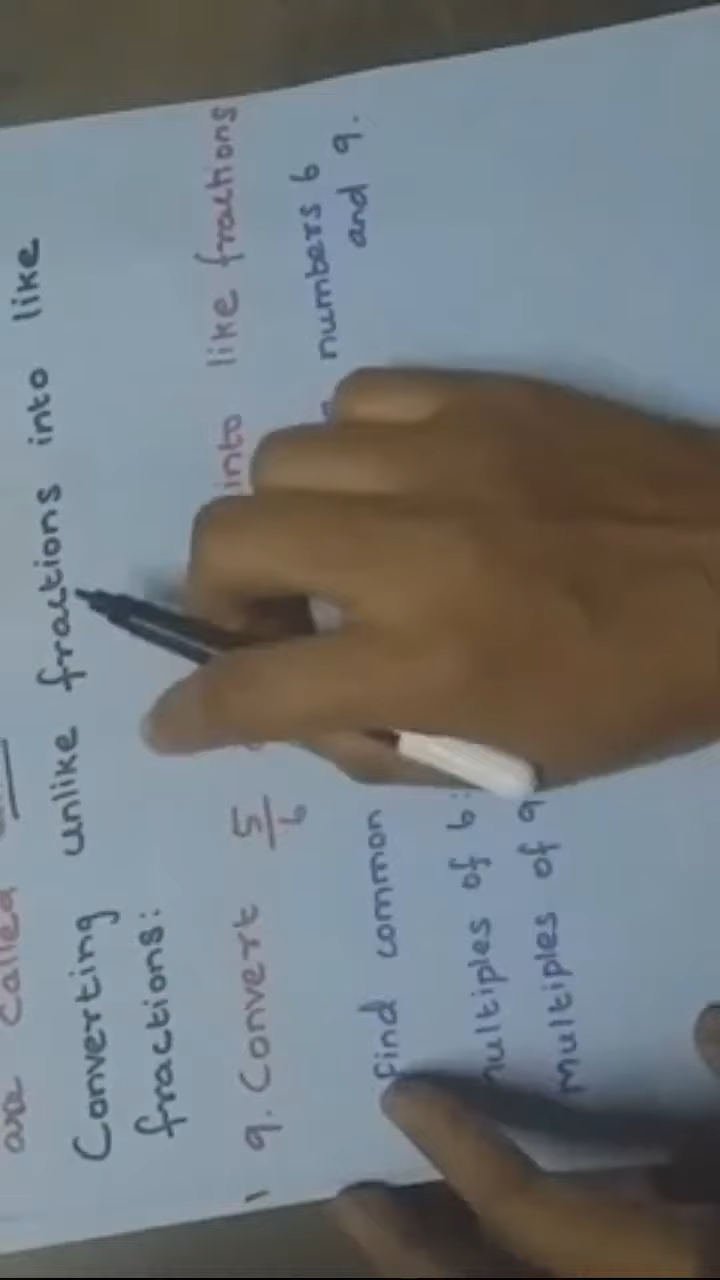 are called
Converting unlike fractions into like
fractions:
9. Convert 5/6 into like fractions
Find common numbers 6
and 9.
multiples of 6:
Multiples of 9